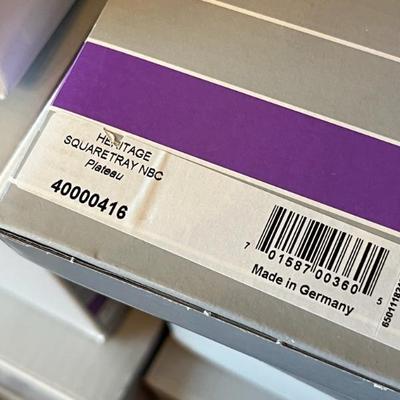 HERITAGE
SQUARETRAY NBC
Plateau
40000416
7 01587 00360 5
Made in Germany